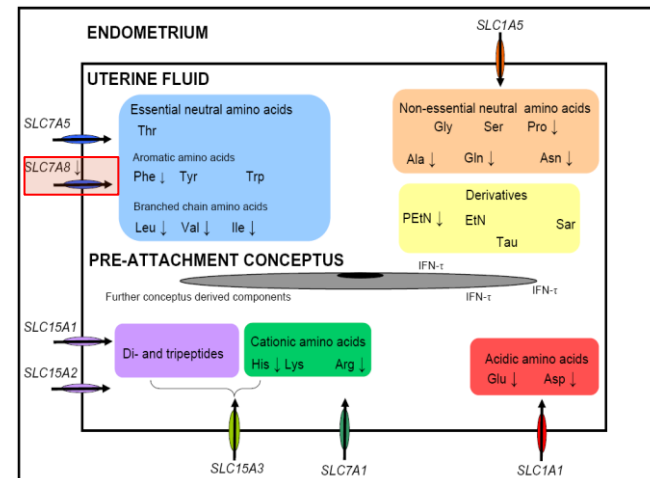 ENDOMETRIUM
SLC1A5
UTERINE FLUID
SLC7A5
Essential neutral amino acids
Thr
Aromatic amino acids
Phe ↓ Tyr Trp
Branched chain amino acids
Leu ↓ Val ↓ Ile ↓
SLC7A8 ↓
Non-essential neutral amino acids
Gly Ser Pro ↓
Ala ↓ Gln ↓ Asn ↓
Derivatives
PEtN ↓ EtN Sar
Tau
PRE-ATTACHMENT CONCEPTUS
IFN-τ
IFN-τ
IFN-τ
Further conceptus derived components
SLC15A1
SLC15A2
Di- and tripeptides
Cationic amino acids
His ↓ Lys Arg ↓
Acidic amino acids
Glu ↓ Asp ↓
SLC15A3
SLC7A1
SLC1A1